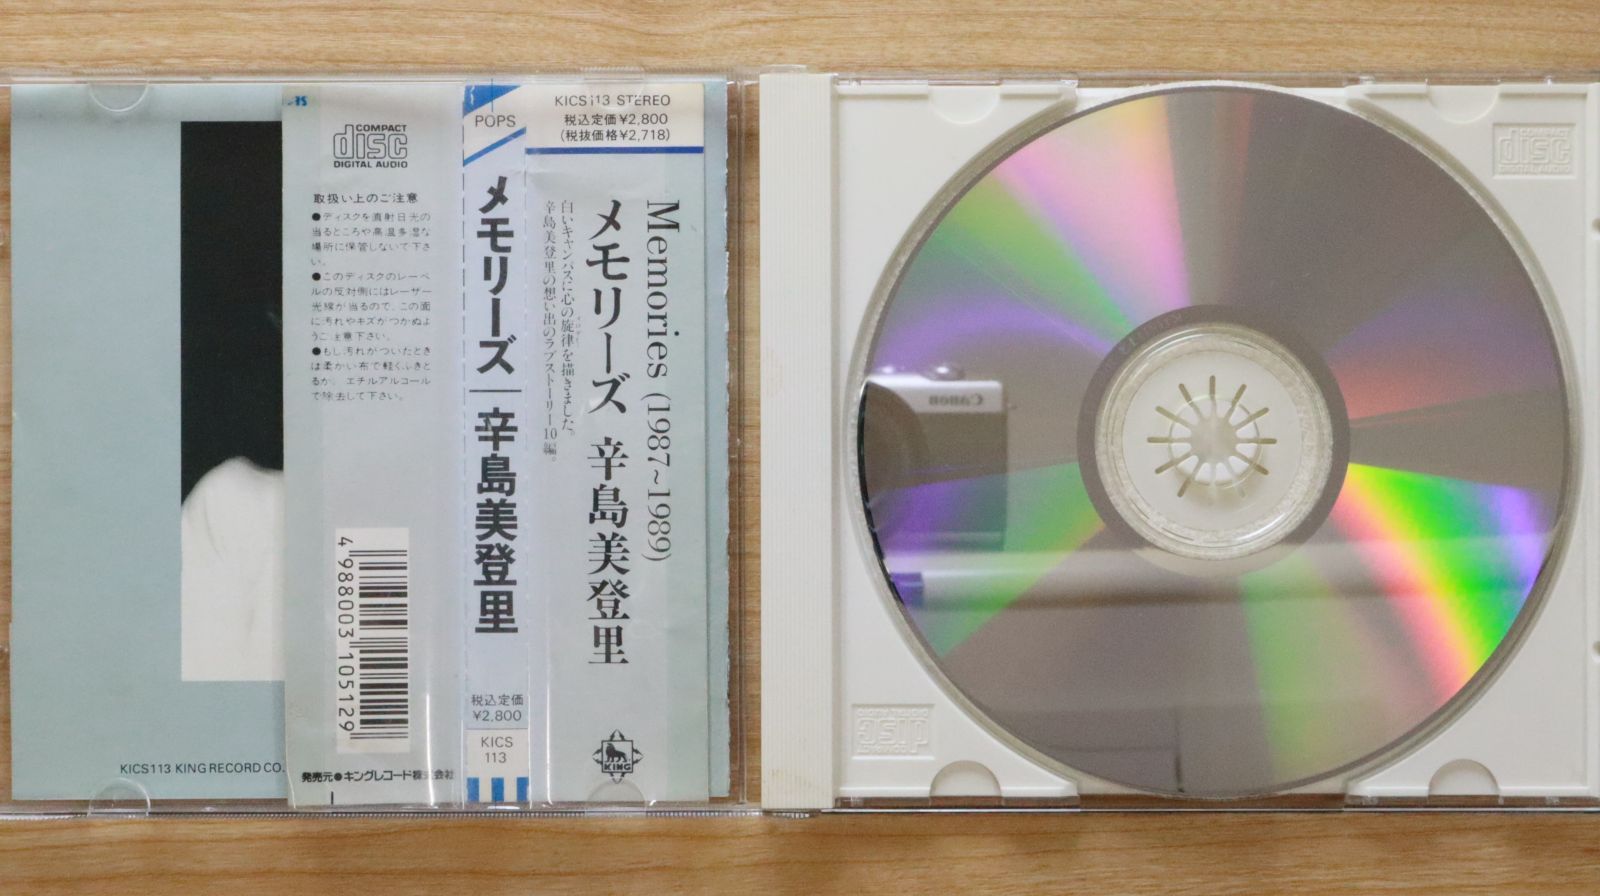 COMPACT
disc
DIGITAL AUDIO
取扱い上のご注意
●ディスクを直射日光の
当るところや高温多湿な
場所に保管しないで下さ
い。
●このディスクのレーベ
ルの反対側にはレーザー
光線が当るので、この面
に汚れやキズがつかぬよ
うご注意下さい。
●もし汚れがついたとき
は柔かい布で軽くふきと
るか、エチルアルコール
で除去して下さい。
4 988003 105129
発売元●キングレコード株式会社
KICS113 KING RECORD CO.
POPS
メモリーズ│辛島美登里
税込定価
¥2,800
KICS
113
KICS113 STEREO
税込定価¥2,800
(税抜価格¥2,718)
Memories (1987~1989)
メモリーズ 辛島美登里
白いキャンバスに心の旋律を描きました。
メロディー
辛島美登里の想い出のラブストーリー10編。
KING
COMPACT
disc
DIGITAL AUDIO
Canon
COMPACT
disc
DIGITAL AUDIO